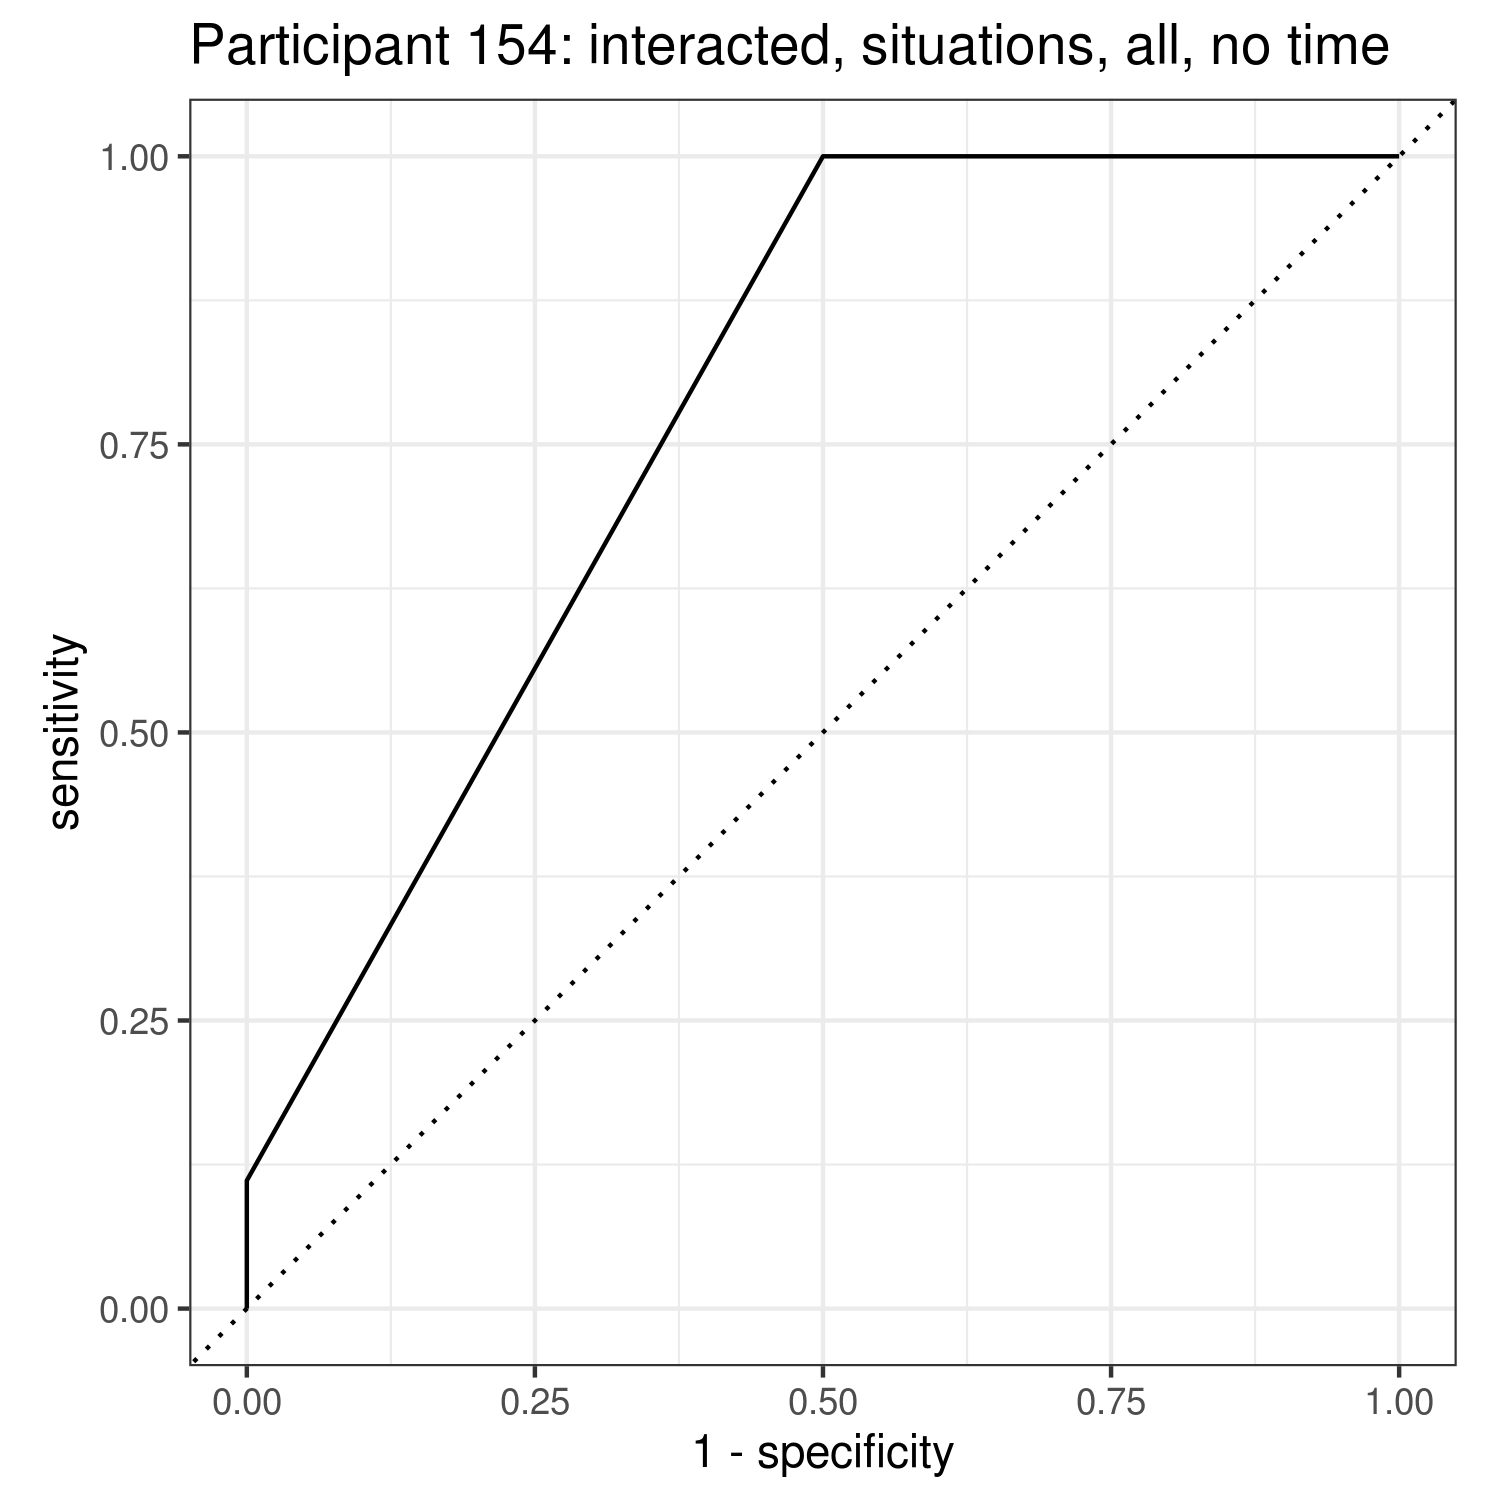 Participant 154: interacted, situations, all, no time
1.00
0.75
0.50
0.25
0.00
sensitivity
0.00 0.25 0.50 0.75 1.00
1 - specificity